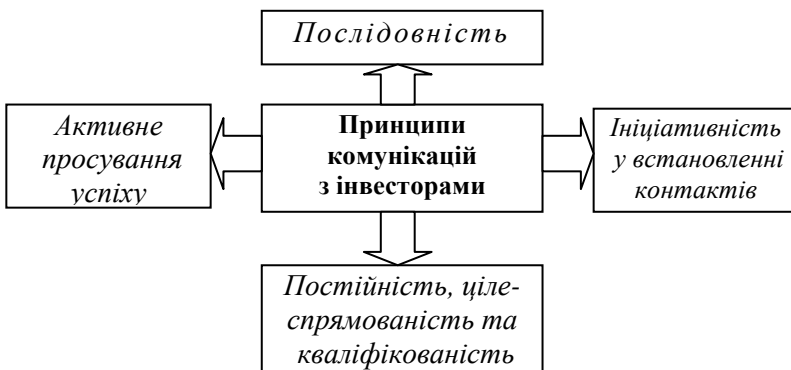 Послідовність
Активне
просування
успіху
Принципи
комунікацій
з інвесторами
Ініціативність
у встановленні
контактів
Постійність, ціле-
спрямованість та
кваліфікованість